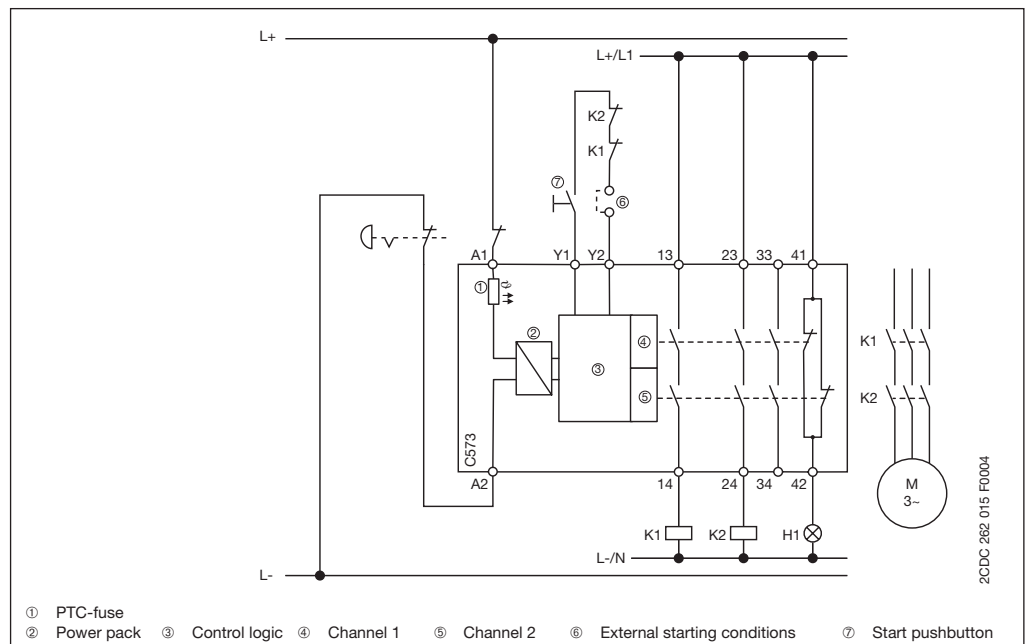 L+
L+/L1
K2
K1
⑦
⑥
A1 Y1 Y2 13 23 33 41
①
ϑ
②
③
④
⑤
K1
K2
C573
A2 14 24 34 42
M
3~
K1 K2 H1
L-/N
L-
2CDC 262 015 F0004
① PTC-fuse
② Power pack ③ Control logic ④ Channel 1 ⑤ Channel 2 ⑥ External starting conditions ⑦ Start pushbutton